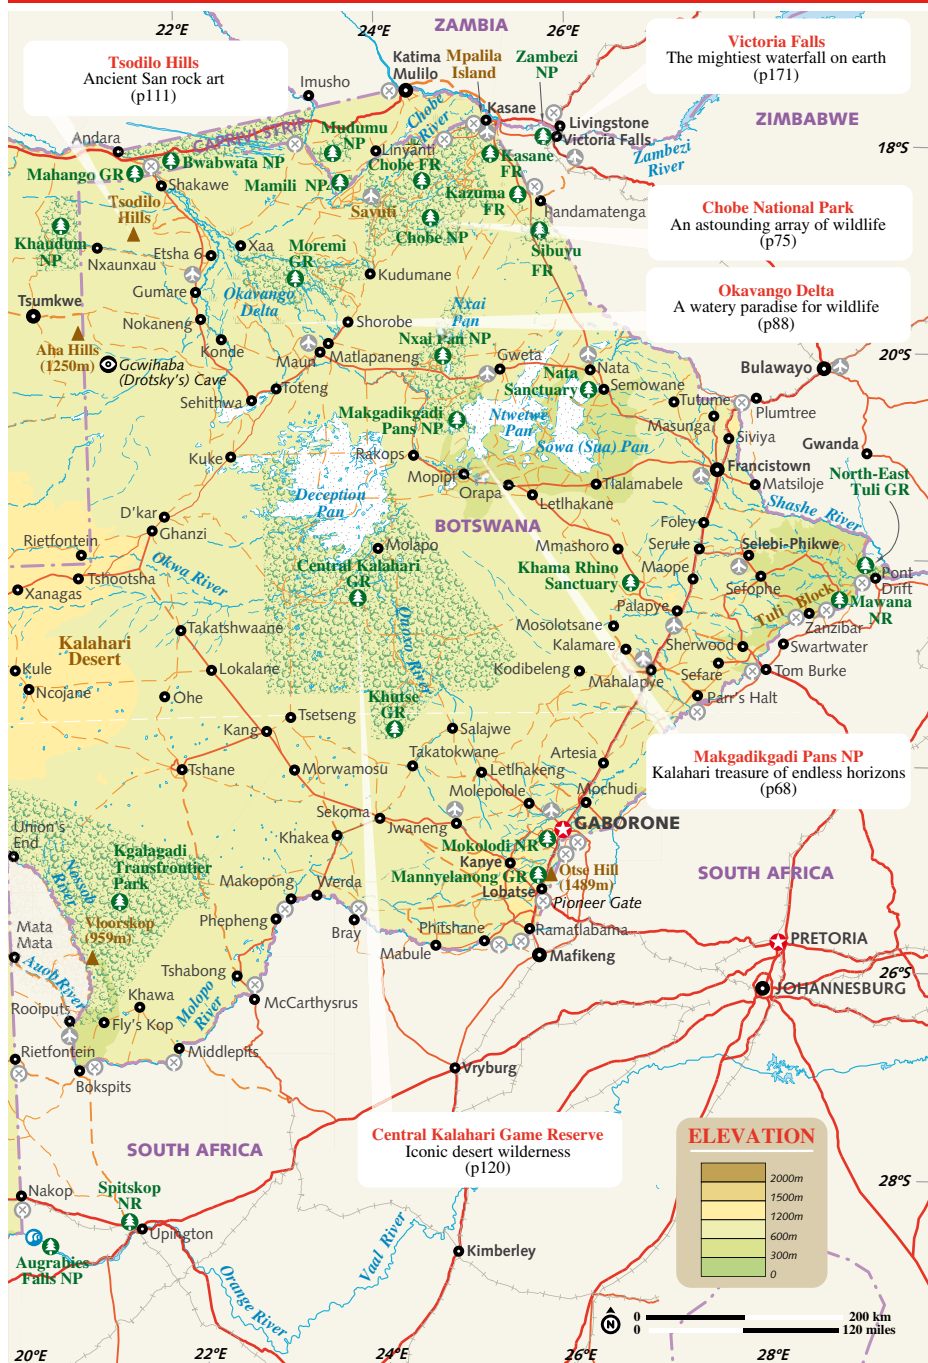 22°E
24°E
ZAMBIA
26°E
Tsodilo Hills
Ancient San rock art
(p111)
Victoria Falls
The mightiest waterfall on earth
(p171)
Katima
Mulilo
Mpalila
Island
Zambezi
NP
Imusho
Kasane
Livingstone
Victoria Falls
ZIMBABWE
Chobe
River
Zambezi
River
18°S
Andara
CAPRIVI STRIP
Mudumu
NP
Linyanti
Bwabwata NP
Chobe FR
Kasane
FR
Mahango GR
Shakawe
Mamili NP
Savuti
Kazuma
FR
Pandamatenga
Tsodilo
Hills
Chobe National Park
An astounding array of wildlife
(p75)
Khaudum
NP
Nxaunxau
Etsha 6
Xaa
Moremi
GR
Chobe NP
Sibuyu
FR
Kudumane
Gumare
Okavango
Delta
Okavango Delta
A watery paradise for wildlife
(p88)
Tsumkwe
Nokaneng
Shorobe
Nxai
Pan
Nxai Pan NP
Aha Hills
(1250m)
Gcwihaba
(Drotsky's) Cave
Konde
Maun
Matlapaneng
Gweta
Nata
20°S
Bulawayo
Toteng
Nata
Sanctuary
Semowane
Sehithwa
Tutume
Plumtree
Makgadikgadi
Pans NP
Ntwetwe
Pan
Masunga
Sowa (Sua) Pan
Siviya
Gwanda
Kuke
Rakops
Mopipi
Francistown
North-East
Tuli GR
Orapa
Tlalamabele
Matsiloje
Deception
Pan
Letlhakane
Shashe River
D'kar
Ghanzi
BOTSWANA
Foley
Rietfontein
Molapo
Mmashoro
Serule
Selebi-Phikwe
Okwa River
Central Kalahari
GR
Khama Rhino
Sanctuary
Maope
Sefophe
Pont
Drift
Tshootsha
Xanagas
Tuli Block
Mawana
NR
Okoxo River
Palapye
Zanzibar
Takatshwaane
Mosolotsane
Kalahari
Desert
Kalamare
Sherwood
Swartwater
Kule
Lokalane
Kodibeleng
Mahalapye
Sefare
Tom Burke
Ncojane
Ohe
Khutse
GR
Parr's Halt
Tsetseng
Kang
Salajwe
Takatokwane
Artesia
Makgadikgadi Pans NP
Kalahari treasure of endless horizons
(p68)
Tshane
Morwamosu
Letlhakeng
Molepolole
Mochudi
Sekoma
Jwaneng
GABORONE
Union's
End
Khakea
Mokolodi NR
Kgalagadi
Transfrontier
Park
Nossob
River
Kanye
Otse Hill
(1489m)
SOUTH AFRICA
Makopong
Werda
Mannyelanong GR
Lobatse
Pioneer Gate
Mata
Mata
Vloorskop
(959m)
Phepheng
Bray
Phitshane
Ramatlabama
PRETORIA
Mabule
Mafikeng
Auob River
Tshabong
26°S
Rooiputs
Khawa
Molopo
River
McCarthysrus
JOHANNESBURG
Fly's Kop
Rietfontein
Middlepits
Bokspits
Vryburg
SOUTH AFRICA
Central Kalahari Game Reserve
Iconic desert wilderness
(p120)
ELEVATION
2000m
1500m
1200m
600m
300m
0
28°S
Nakop
Spitskop
NR
Upington
Vaal River
Kimberley
Augrabies
Falls NP
Orange River
N
0 200 km
0 120 miles
20°E
22°E
24°E
26°E
28°E